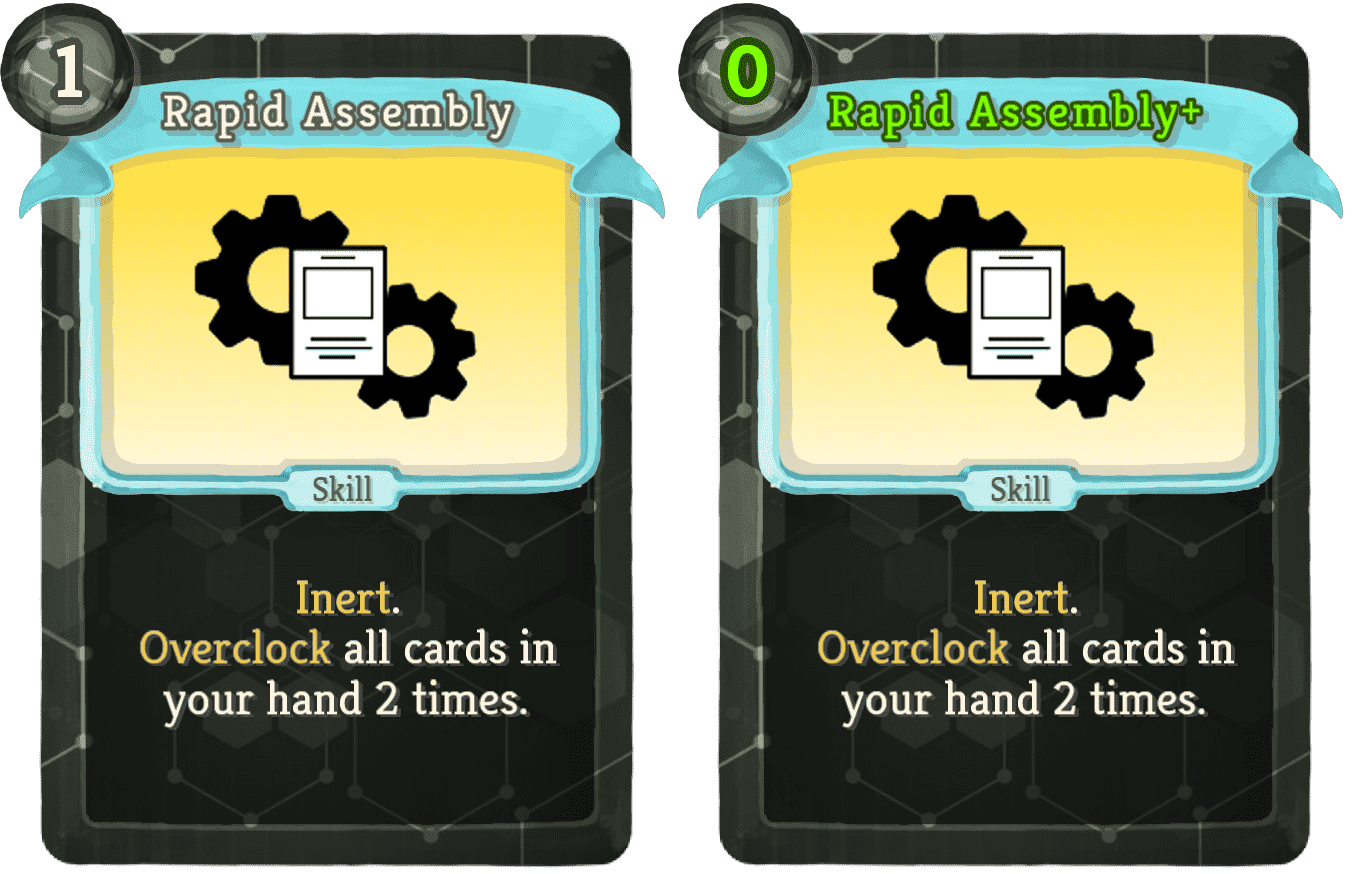 1
Rapid Assembly
Skill
Inert.
Overclock all cards in
your hand 2 times.
0
Rapid Assembly+
Skill
Inert.
Overclock all cards in
your hand 2 times.